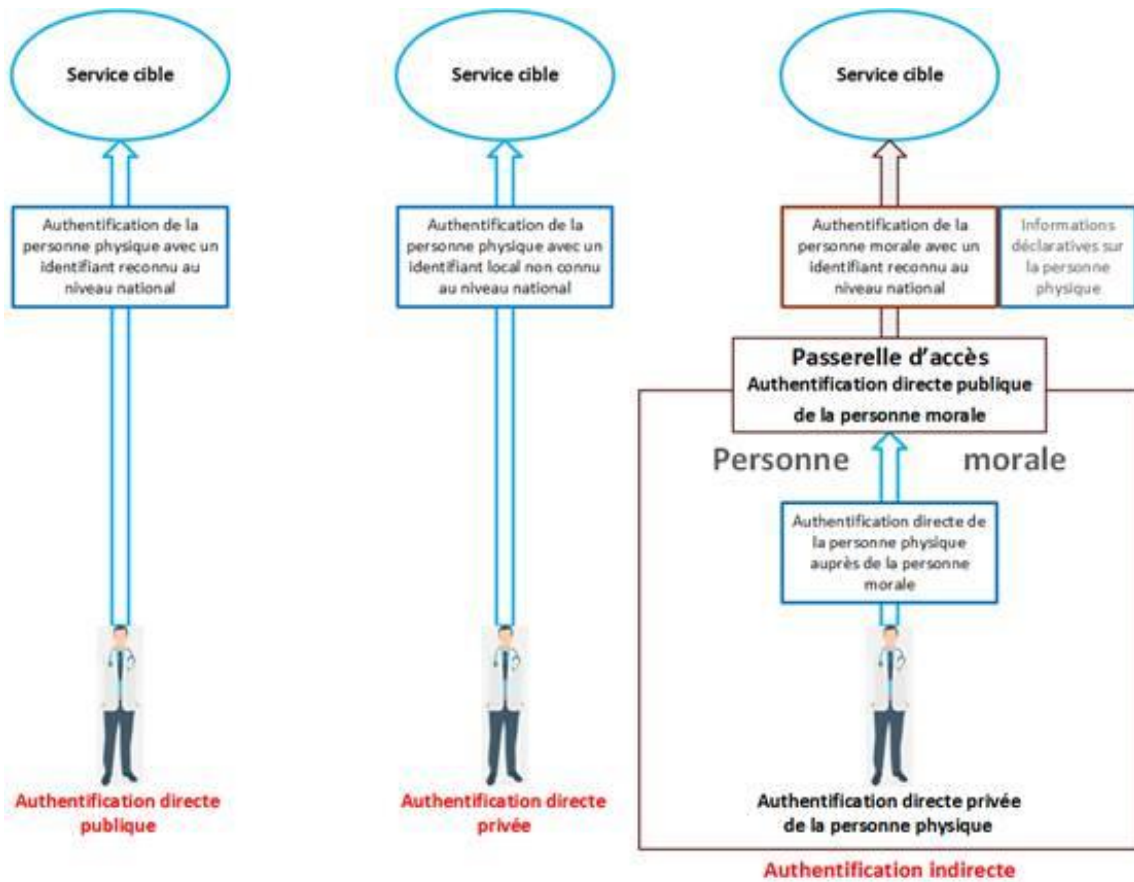 Service cible
Authentification de la
personne physique avec un
identifiant reconnu au
niveau national
Authentification directe
publique
Service cible
Authentification de la
personne physique avec un
identifiant local non connu
au niveau national
Authentification directe
privée
Service cible
Authentification de la
personne morale avec un
identifiant reconnu au
niveau national
Informations
déclaratives sur
la personne
physique
Passerelle d'accès
Authentification directe publique
de la personne morale
Personne morale
Authentification directe de
la personne physique
auprès de la personne
morale
Authentification directe privée
de la personne physique
Authentification indirecte